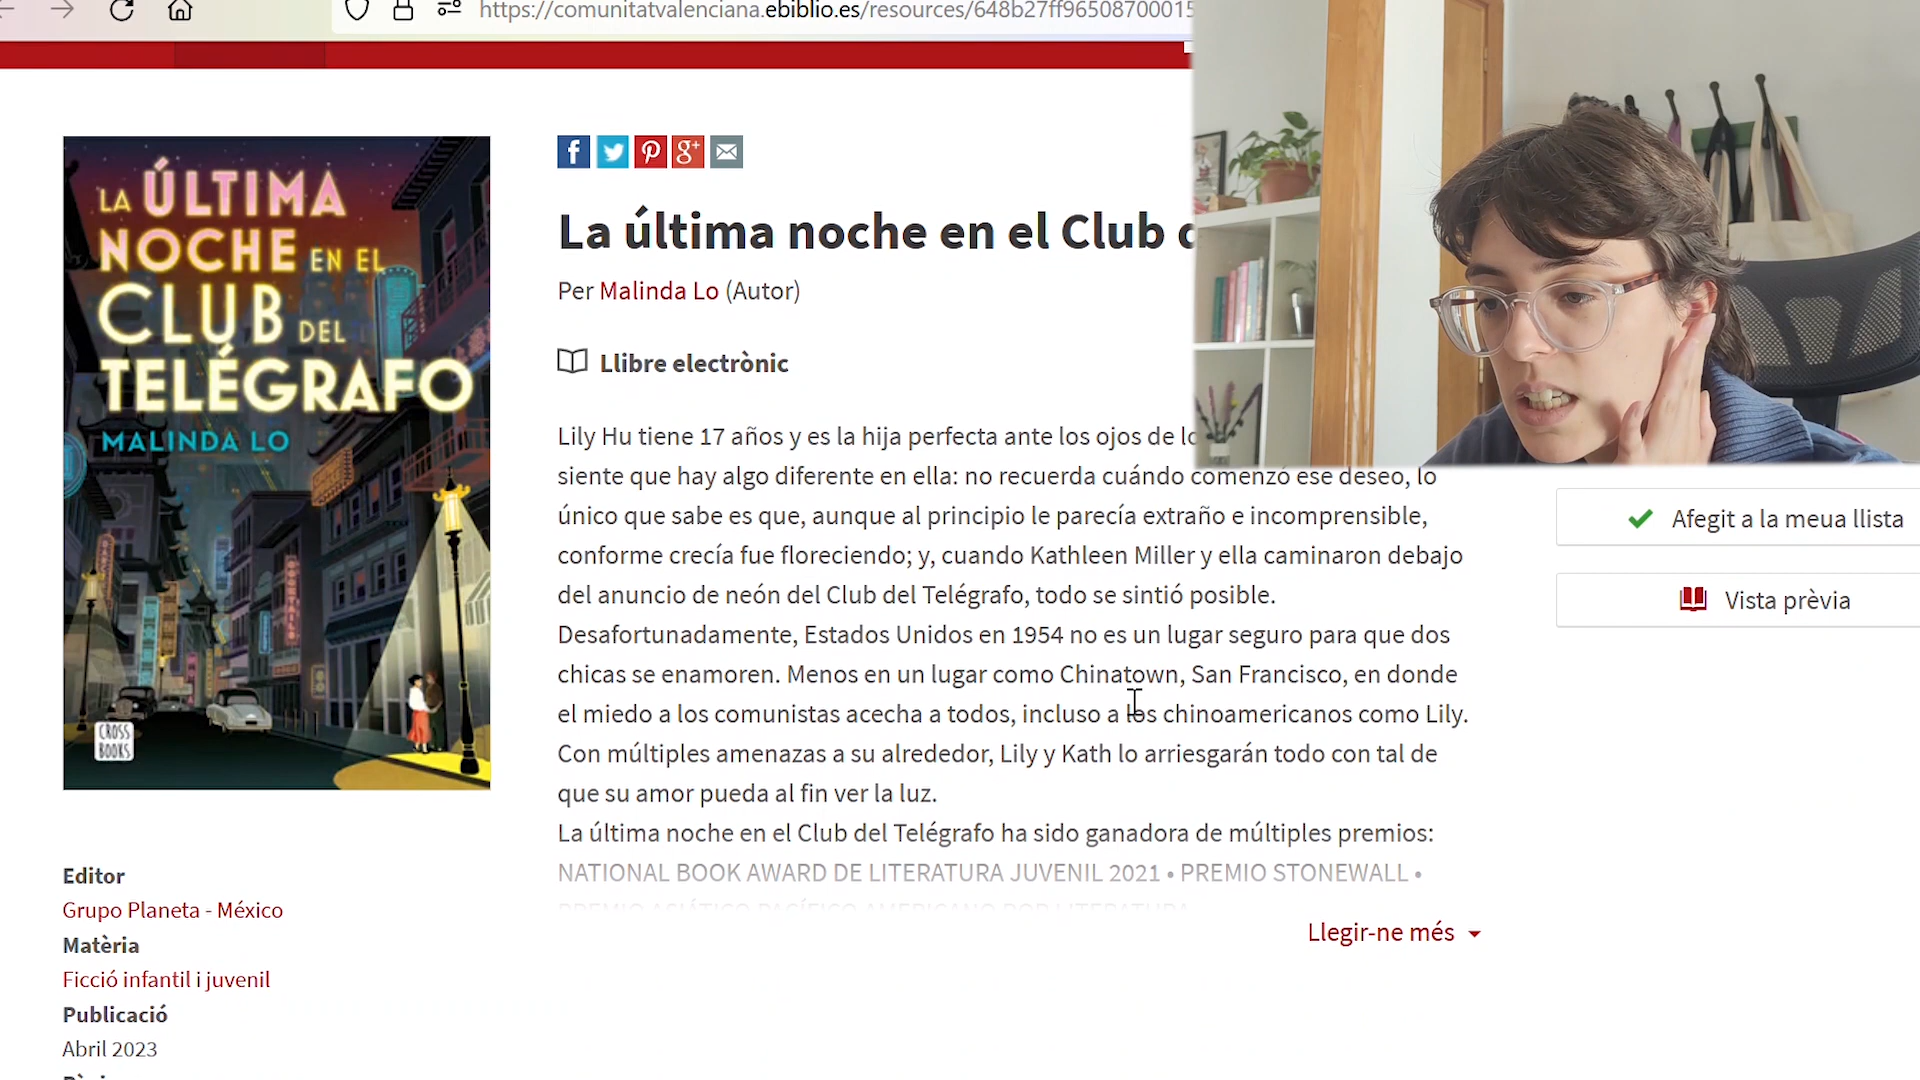 https://comunitatvalenciana.ebiblio.es/resources/648b27ff96508700015
LA ÚLTIMA
NOCHE EN EL
CLUB DEL
TELÉGRAFO
MALINDA LO
CROSS
BOOKS
La última noche en el Club
Per Malinda Lo (Autor)
Llibre electrònic
Lily Hu tiene 17 años y es la hija perfecta ante los ojos de
siente que hay algo diferente en ella: no recuerda cuándo comenzó ese deseo, lo
único que sabe es que, aunque al principio le parecía extraño e incomprensible,
conforme crecía fue floreciendo; y, cuando Kathleen Miller y ella caminaron debajo
del anuncio de neón del Club del Telégrafo, todo se sintió posible.
Desafortunadamente, Estados Unidos en 1954 no es un lugar seguro para que dos
chicas se enamoren. Menos en un lugar como Chinatown, San Francisco, en donde
el miedo a los comunistas acecha a todos, incluso a los chinoamericanos como Lily.
Con múltiples amenazas a su alrededor, Lily y Kath lo arriesgarán todo con tal de
que su amor pueda al fin ver la luz.
La última noche en el Club del Telégrafo ha sido ganadora de múltiples premios:
NATIONAL BOOK AWARD DE LITERATURA JUVENIL 2021 • PREMIO STONEWALL •
PREMIO ASIÁTICO PACÍFICO AMERICANO POR LITERATURA
Llegir-ne més
Afegit a la meua llista
Vista prèvia
Editor
Grupo Planeta - México
Matèria
Ficció infantil i juvenil
Publicació
Abril 2023